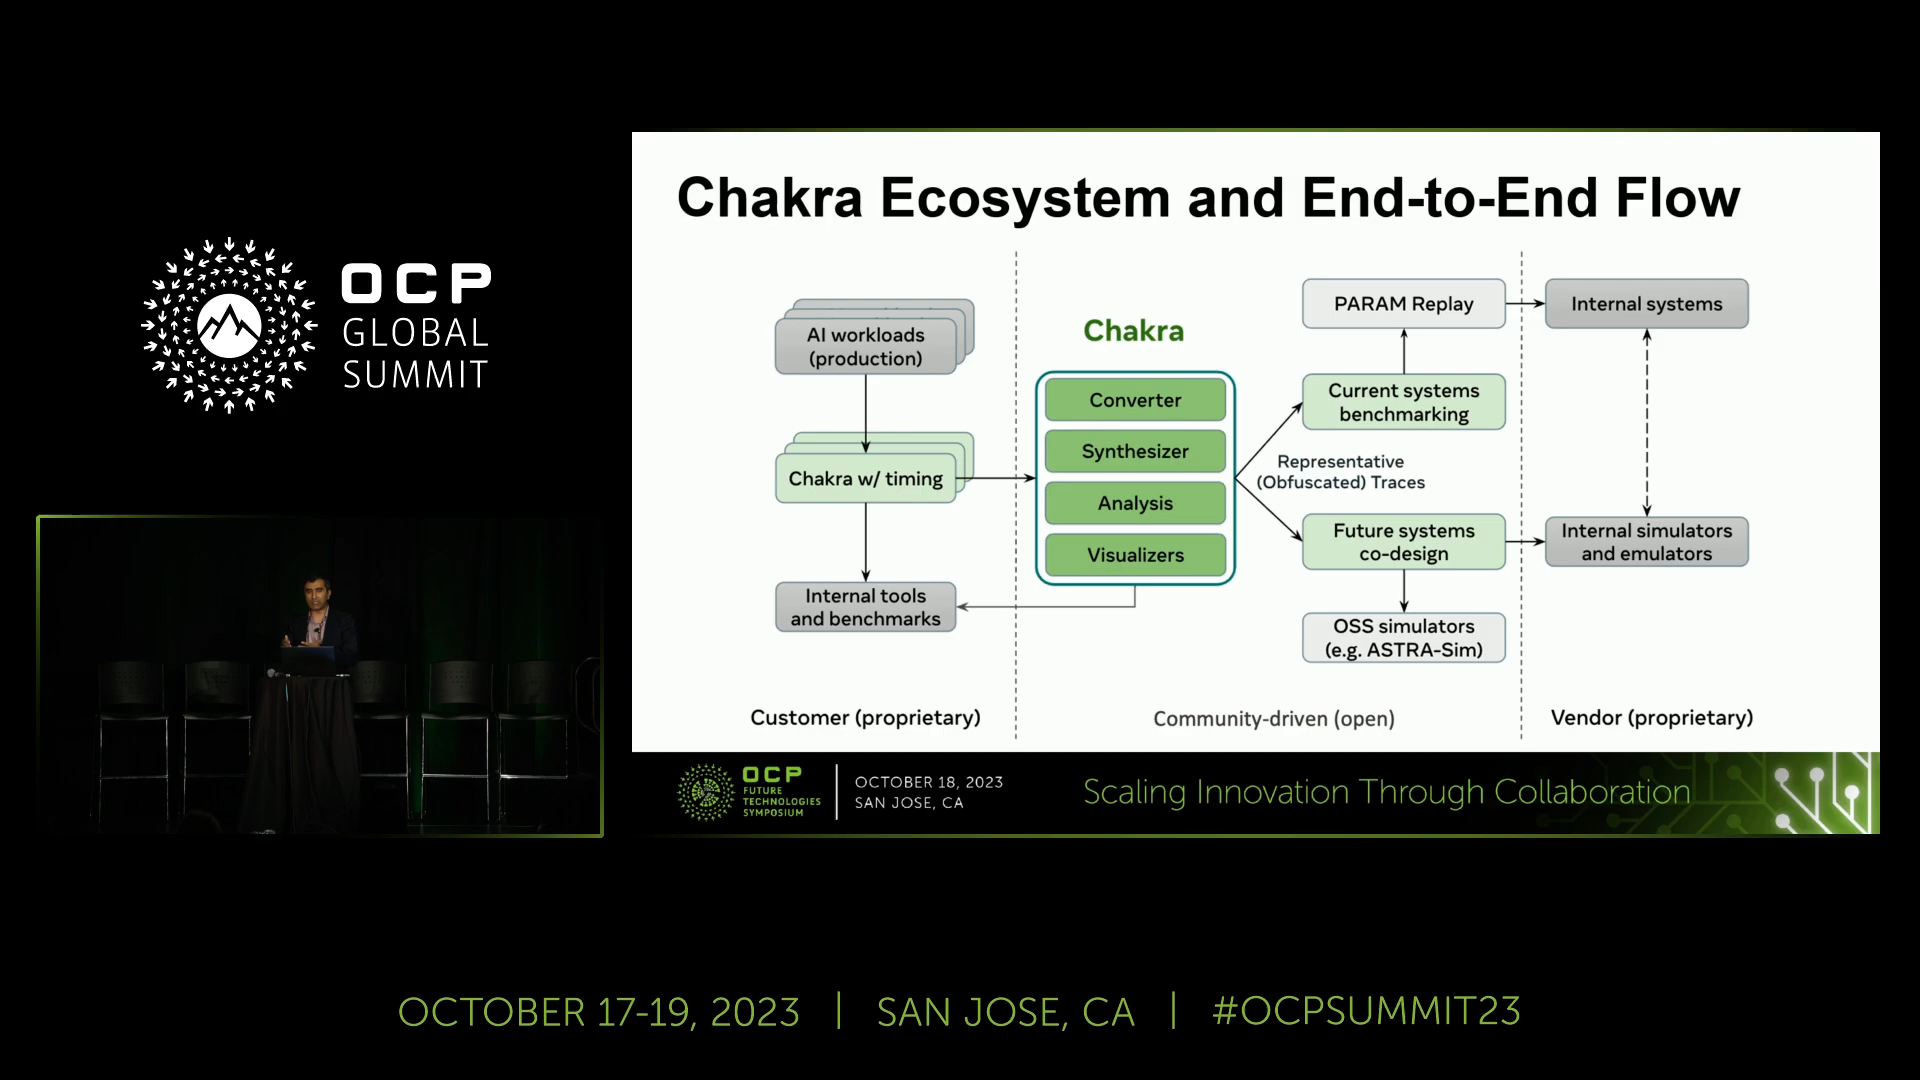 OCP
GLOBAL
SUMMIT
Chakra Ecosystem and End-to-End Flow
AI workloads
(production)
Chakra w/ timing
Internal tools
and benchmarks
Customer (proprietary)
Chakra
Converter
Synthesizer
Analysis
Visualizers
Representative
(Obfuscated) Traces
PARAM Replay
Current systems
benchmarking
Future systems
co-design
OSS simulators
(e.g. ASTRA-Sim)
Community-driven (open)
Internal systems
Internal simulators
and emulators
Vendor (proprietary)
OCP
FUTURE
TECHNOLOGIES
SYMPOSIUM
OCTOBER 18, 2023
SAN JOSE, CA
Scaling Innovation Through Collaboration
OCTOBER 17-19, 2023 | SAN JOSE, CA | #OCPSUMMIT23